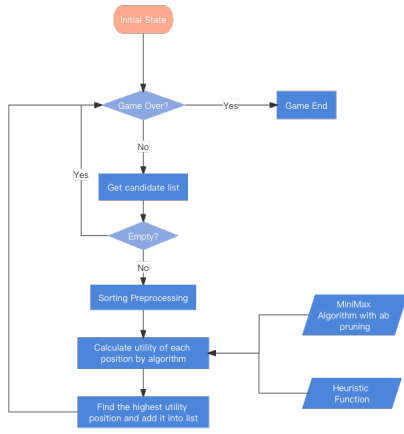 Initial State
Game Over?
Yes
Game End
No
Get candidate list
Yes
Empty?
No
Sorting Preprocessing
MiniMax
Algorithm with ab
pruning
Calculate utility of each
position by algorithm
Heuristic
Function
Find the highest utility
position and add it into list